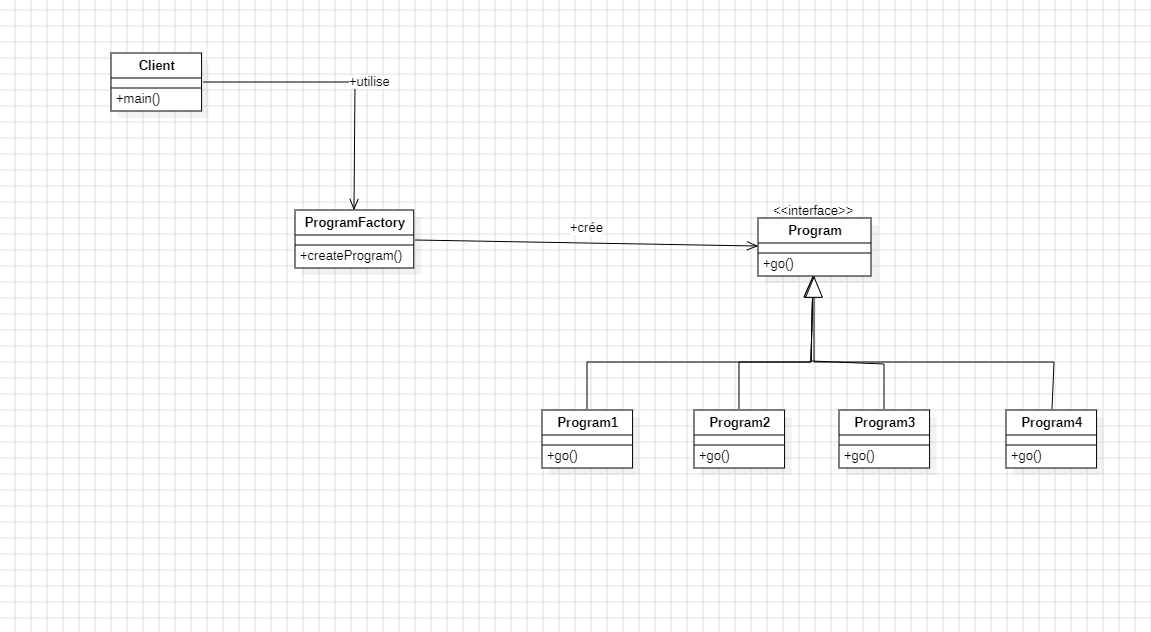 Client
+main()
+utilise
ProgramFactory
+createProgram()
+crée
<<interface>>
Program
+go()
Program1
+go()
Program2
+go()
Program3
+go()
Program4
+go()